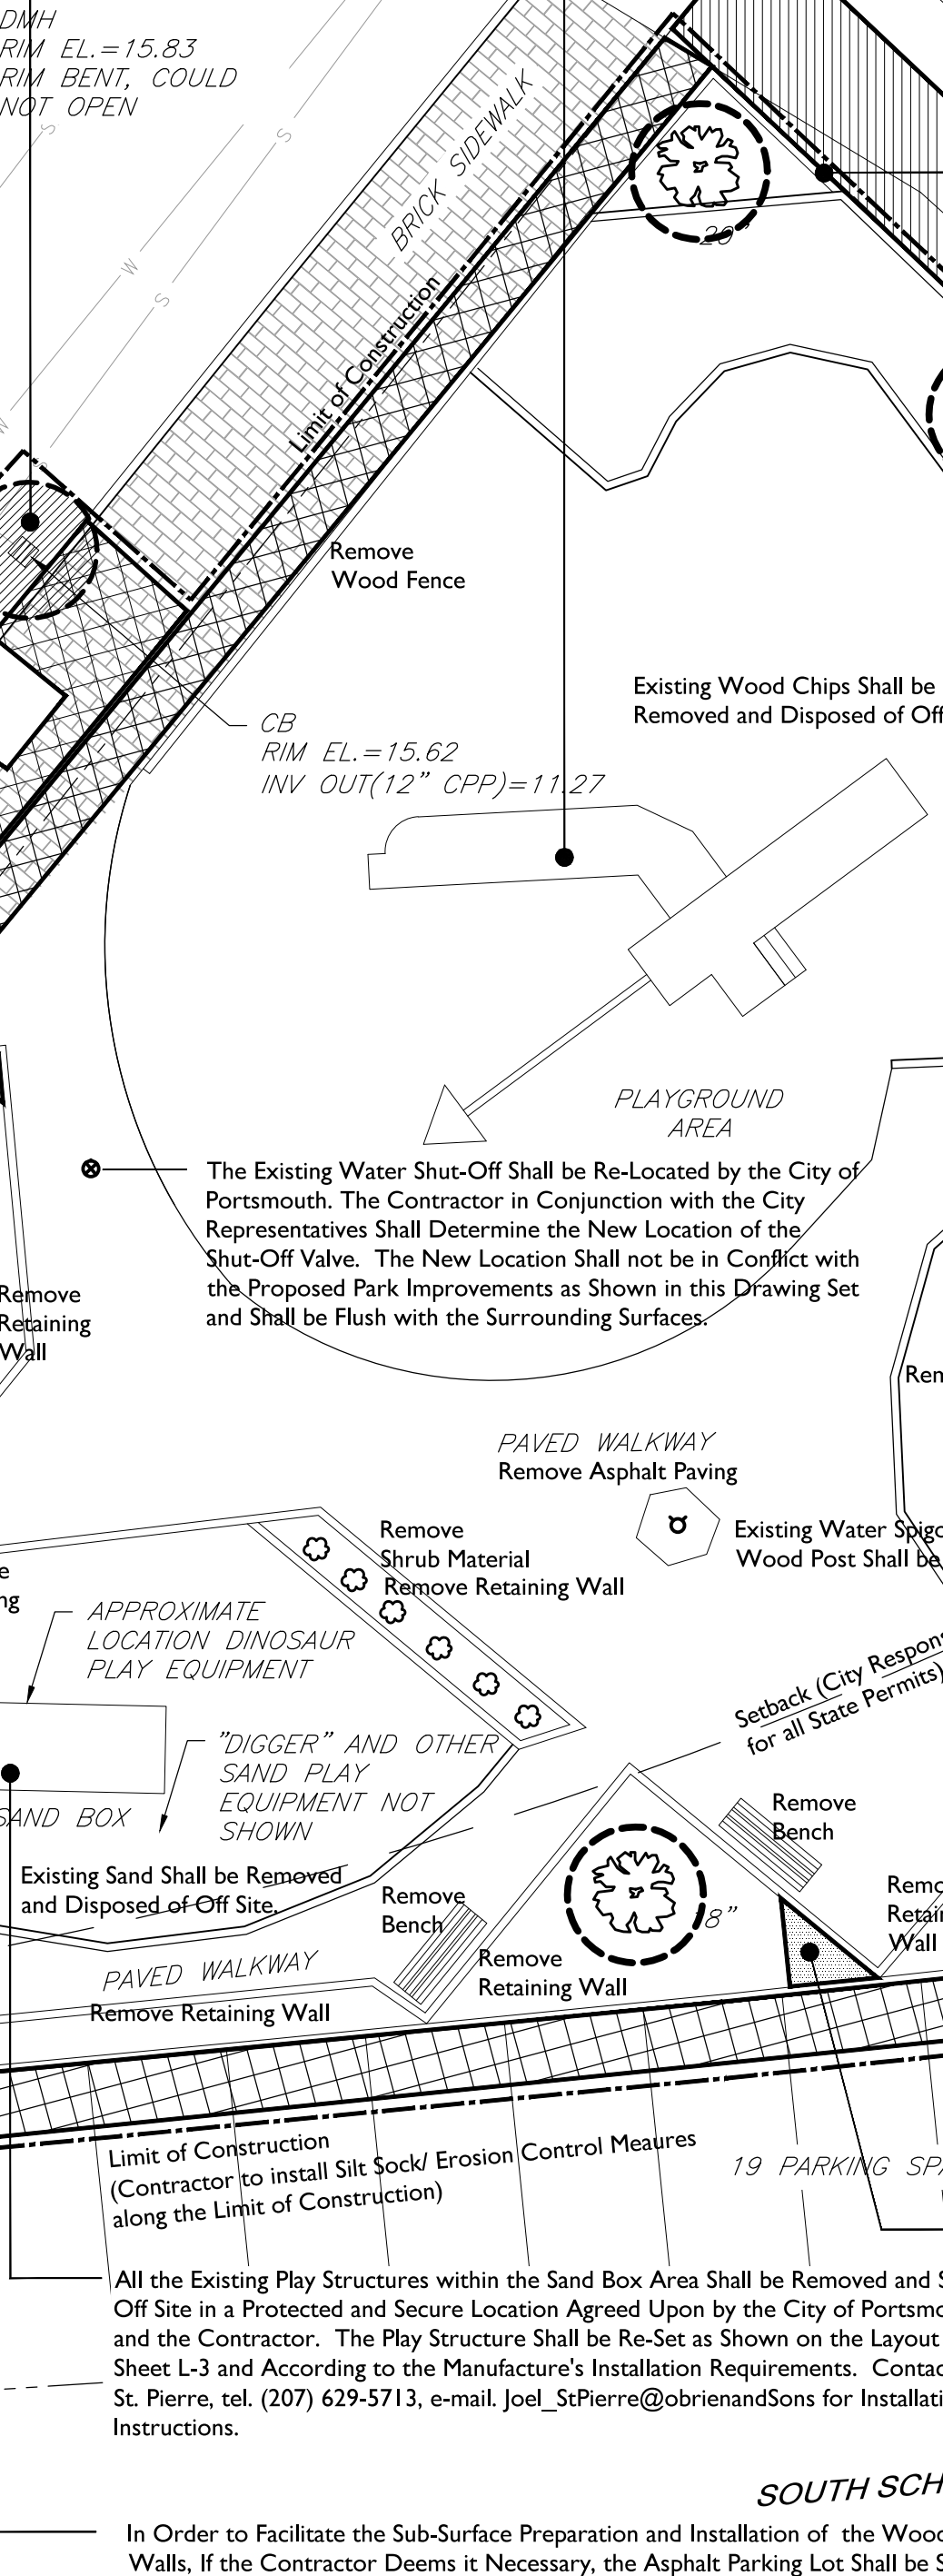 DMH
RIM EL.=15.83
RIM BENT, COULD
NOT OPEN
S
S
BRICK SIDEWALK
W
S
20"
Limit of Construction
W
S
Remove
Wood Fence
Existing Wood Chips Shall be
Removed and Disposed of Off
CB
RIM EL.=15.62
INV OUT(12" CPP)=11.27
PLAYGROUND
AREA
The Existing Water Shut-Off Shall be Re-Located by the City of
Portsmouth. The Contractor in Conjunction with the City
Representatives Shall Determine the New Location of the
Shut-Off Valve.  The New Location Shall not be in Conflict with
the Proposed Park Improvements as Shown in this Drawing Set
and Shall be Flush with the Surrounding Surfaces.
Remove
Retaining
Wall
Rem
PAVED WALKWAY
Remove Asphalt Paving
Remove
Shrub Material
Remove Retaining Wall
Existing Water Spigo
Wood Post Shall be
e
ng
APPROXIMATE
LOCATION DINOSAUR
PLAY EQUIPMENT
Setback (City Respons
for all State Permits)
"DIGGER" AND OTHER
SAND PLAY
EQUIPMENT NOT
SHOWN
SAND BOX
Remove
Bench
Existing Sand Shall be Removed
and Disposed of Off Site.
Remove
Bench
18"
Remo
Retain
Wall
Remove
Retaining Wall
PAVED WALKWAY
Remove Retaining Wall
Limit of Construction
(Contractor to install Silt Sock/ Erosion Control Meaures
along the Limit of Construction)
19 PARKING SPA
All the Existing Play Structures within the Sand Box Area Shall be Removed and S
Off Site in a Protected and Secure Location Agreed Upon by the City of Portsmo
and the Contractor.  The Play Structure Shall be Re-Set as Shown on the Layout
Sheet L-3 and According to the Manufacture's Installation Requirements.  Contac
St. Pierre, tel. (207) 629-5713, e-mail. Joel_StPierre@obrienandSons for Installati
Instructions.
SOUTH SCH
In Order to Facilitate the Sub-Surface Preparation and Installation of  the Wood
Walls, If the Contractor Deems it Necessary, the Asphalt Parking Lot Shall be S